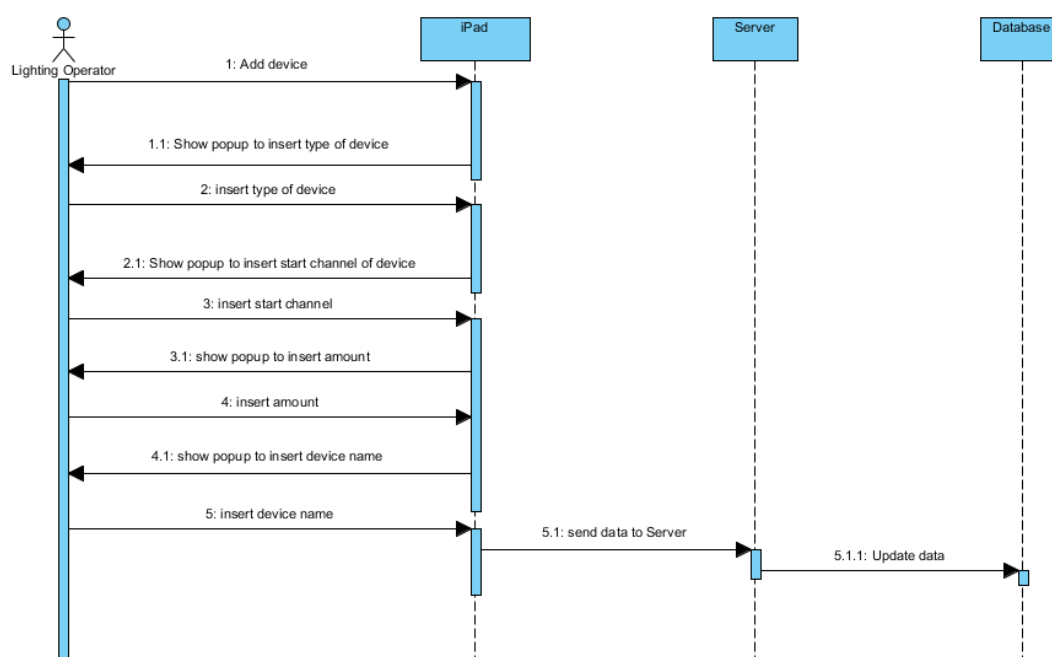 iPad
Server
Database
Lighting Operator
1: Add device
1.1: Show popup to insert type of device
2: insert type of device
2.1: Show popup to insert start channel of device
3: insert start channel
3.1: show popup to insert amount
4: insert amount
4.1: show popup to insert device name
5: insert device name
5.1: send data to Server
5.1.1: Update data